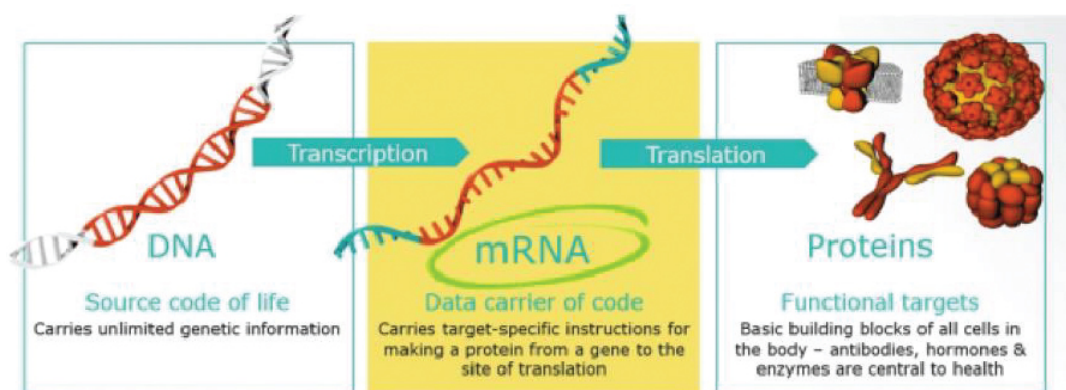 Transcription
Translation
DNA
mRNA
Proteins
Source code of life
Carries unlimited genetic information
Data carrier of code
Carries target-specific instructions for
making a protein from a gene to the
site of translation
Functional targets
Basic building blocks of all cells in
the body – antibodies, hormones &
enzymes are central to health